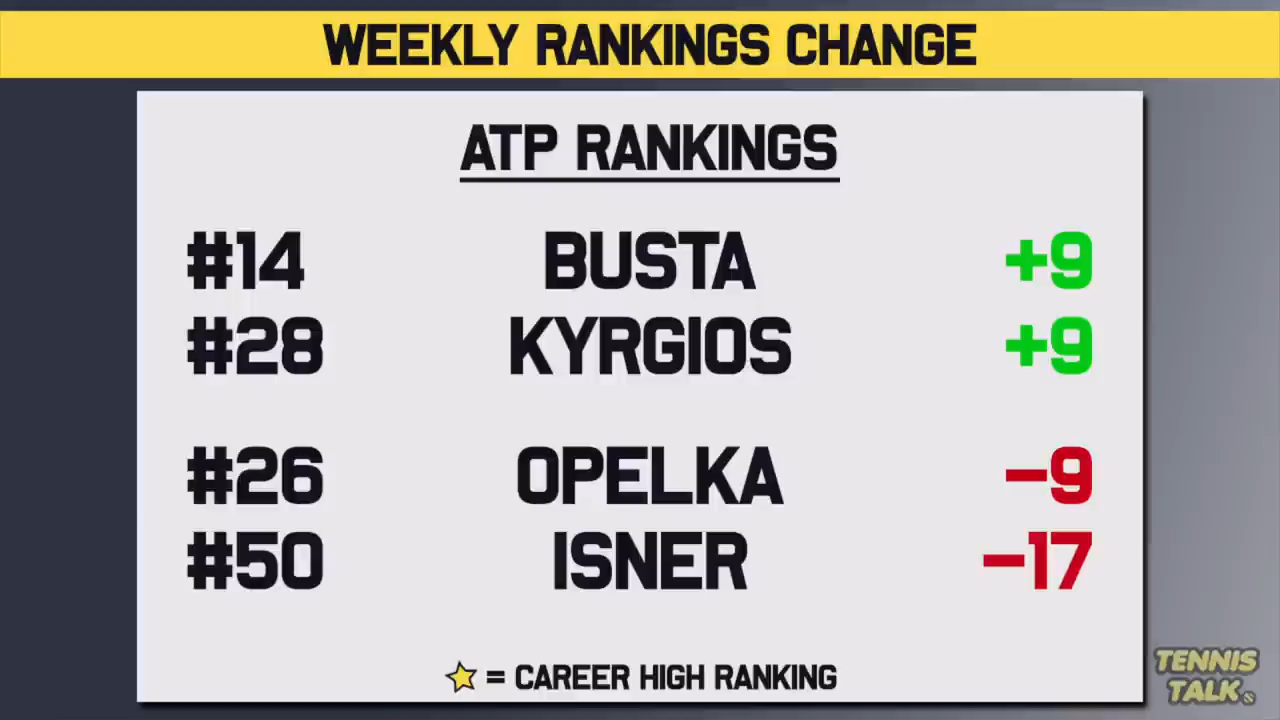 WEEKLY RANKINGS CHANGE
ATP RANKINGS
#14 BUSTA +9
#28 KYRGIOS +9
#26 OPELKA -9
#50 ISNER -17
= CAREER HIGH RANKING
TENNIS
TALK